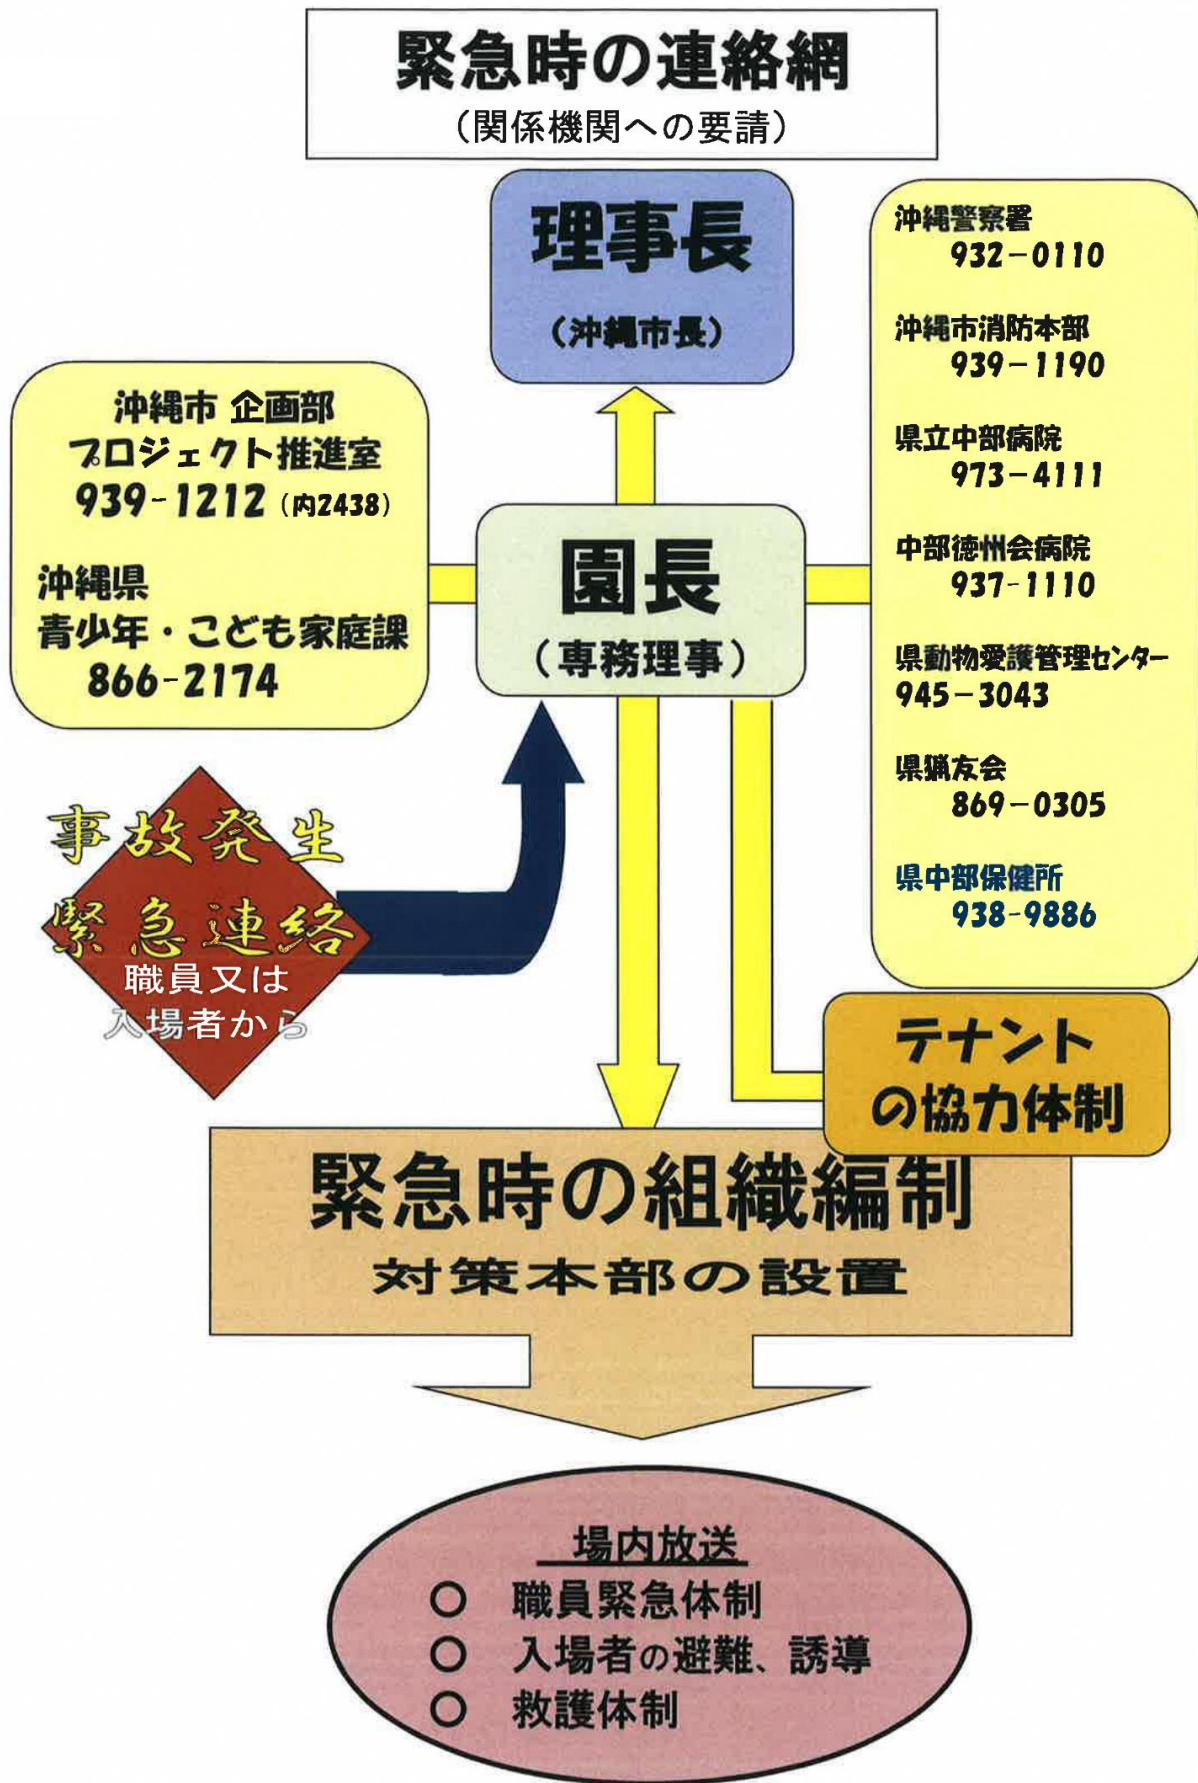 緊急時の連絡網
（関係機関への要請）
理事長
（沖縄市長）
沖縄市 企画部
プロジェクト推進室
939-1212（内2438）
沖縄県
青少年・こども家庭課
866-2174
園長
（専務理事）
沖縄警察署
932-0110
沖縄市消防本部
939-1190
県立中部病院
973-4111
中部徳州会病院
937-1110
県動物愛護管理センター
945-3043
県猟友会
869-0305
県中部保健所
938-9886
事故発生
緊急連絡
職員又は
入場者から
テナント
の協力体制
緊急時の組織編制
対策本部の設置
場内放送
○ 職員緊急体制
○ 入場者の避難、誘導
○ 救護体制